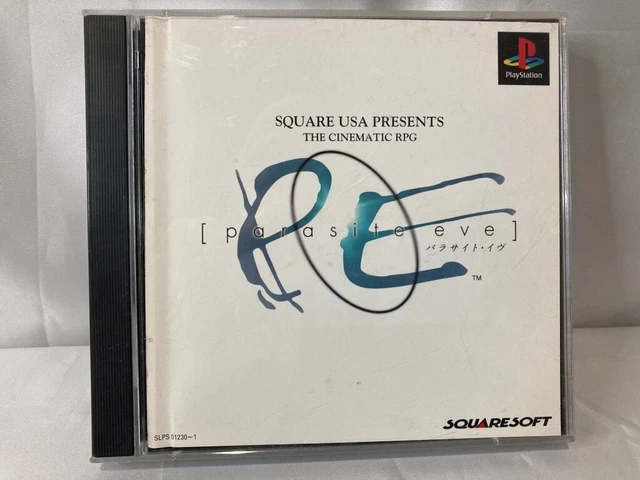 PlayStation
SQUARE USA PRESENTS
THE CINEMATIC RPG
PE
[ parasite eve ]
パラサイト・イヴ
TM
SLPS 01230~1
SQUARESOFT